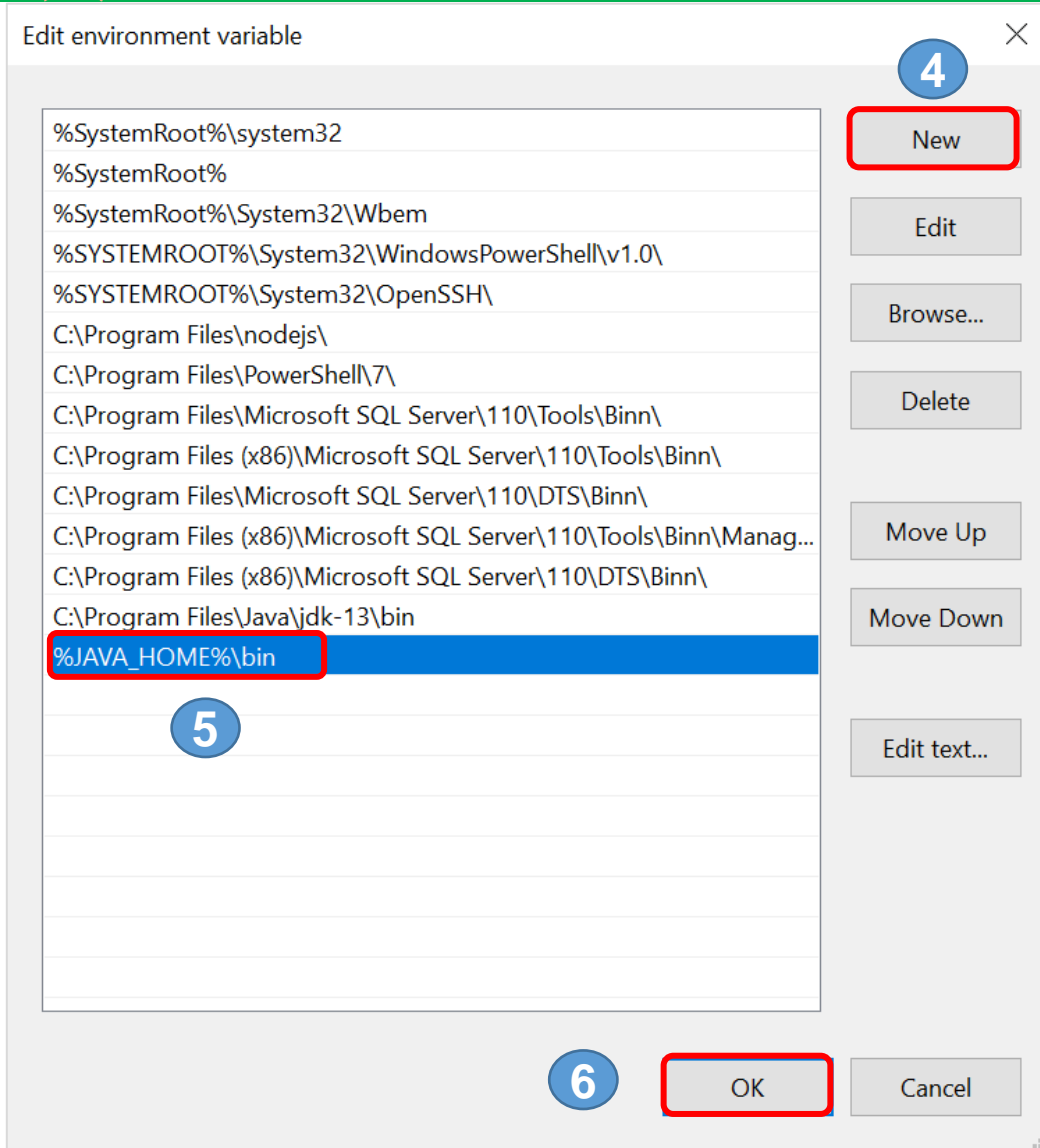 Edit environment variable
4
%SystemRoot%\system32
New
%SystemRoot%
%SystemRoot%\System32\Wbem
Edit
%SYSTEMROOT%\System32\WindowsPowerShell\v1.0\
%SYSTEMROOT%\System32\OpenSSH\
Browse...
C:\Program Files\nodejs\
C:\Program Files\PowerShell\7\
Delete
C:\Program Files\Microsoft SQL Server\110\Tools\Binn\
C:\Program Files (x86)\Microsoft SQL Server\110\Tools\Binn\
C:\Program Files\Microsoft SQL Server\110\DTS\Binn\
C:\Program Files (x86)\Microsoft SQL Server\110\Tools\Binn\Manag...
Move Up
C:\Program Files (x86)\Microsoft SQL Server\110\DTS\Binn\
C:\Program Files\Java\jdk-13\bin
Move Down
%JAVA_HOME%\bin
5
Edit text...
6
OK
Cancel